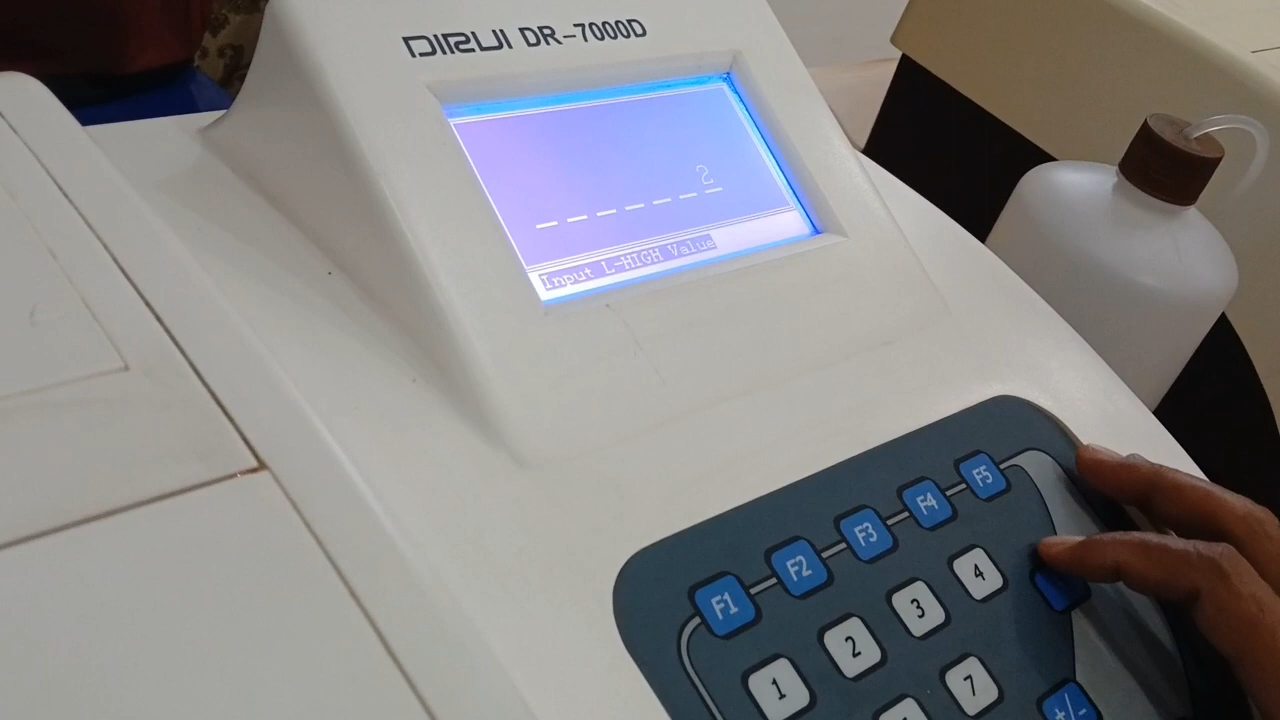 DIRUI DR-7000D
2
Input L-HIGH Value
F1 F2 F3 F4 F5
1 2 3 4
7
+/-